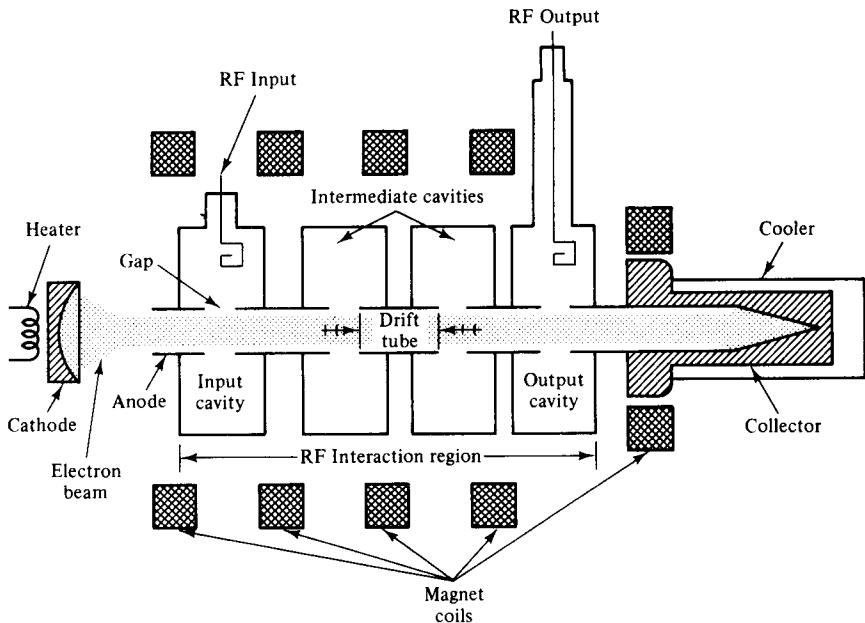 RF Output
RF Input
Intermediate cavities
Heater
Cooler
Gap
Drift
tube
Input
cavity
Output
cavity
Anode
Cathode
Collector
Electron
beam
RF Interaction region
Magnet
coils